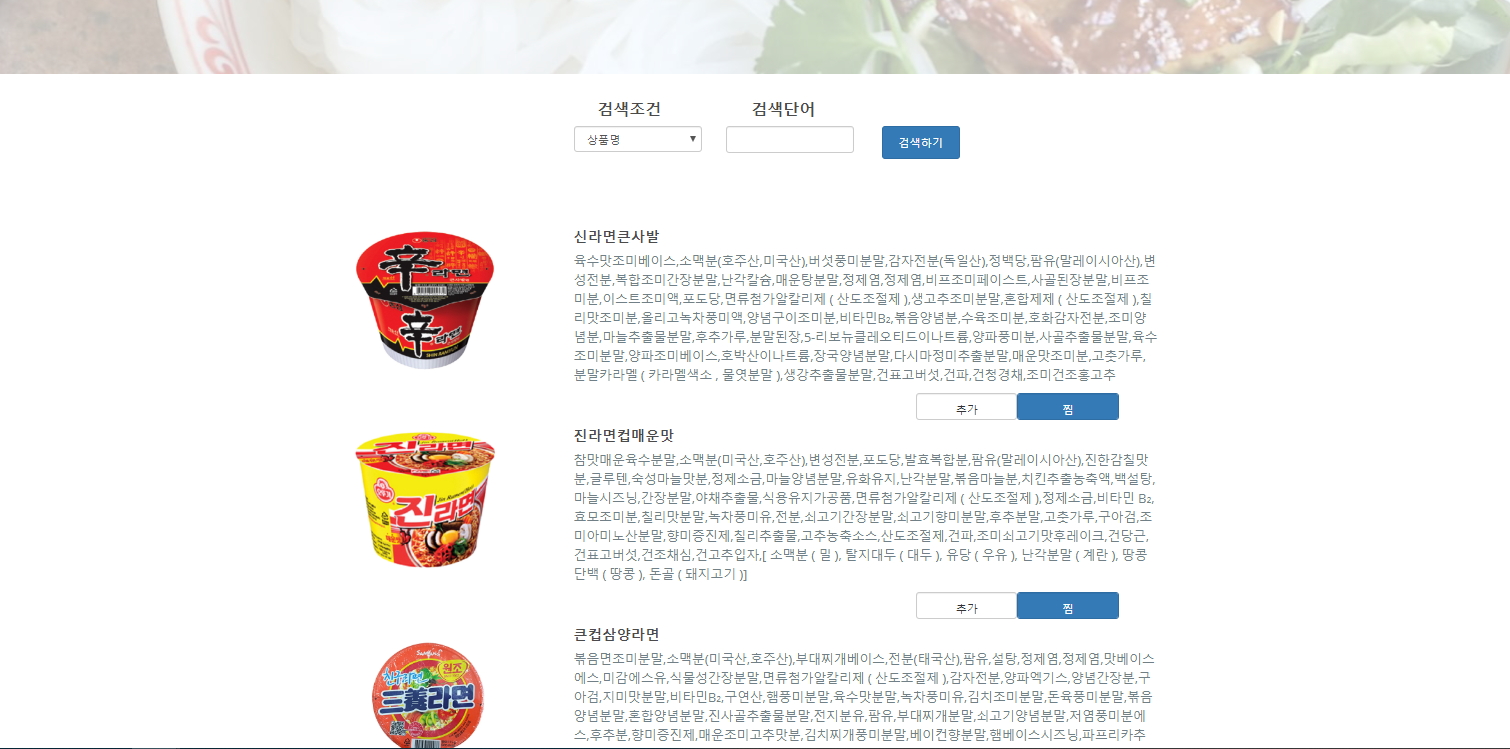 검색조건 검색단어
상품명
검색하기
신라면큰사발
육수맛조미베이스,소맥분(호주산,미국산),버섯풍미분말,감자전분(독일산),정백당,팜유(말레이시아산),변
성전분,복합조미간장분말,난각칼슘,매운탕분말,정제염,정제염,비프조미페이스트,사골된장분말,비프조
미분,이스트조미액,포도당,면류첨가알칼리제 ( 산도조절제 ),생고추조미분말,혼합제제 ( 산도조절제 ),칠
리맛조미분,올리고녹차풍미액,양념구이조미분,비타민B₂,볶음양념분,수육조미분,호화감자전분,조미양
념분,마늘추출물분말,후추가루,분말된장,5-리보뉴클레오티드이나트륨,양파풍미분,사골추출물분말,육수
조미분말,양파조미베이스,호박산이나트륨,장국양념분말,다시마정미추출분말,매운맛조미분,고춧가루,
분말카라멜 ( 카라멜색소 , 물엿분말 ),생강추출물분말,건표고버섯,건파,건청경채,조미건조홍고추
辛라면
辛라면
추가 찜
진라면컵매운맛
참맛매운육수분말,소맥분(미국산,호주산),변성전분,포도당,발효복합분,팜유(말레이시아산),진한감칠맛
분,글루텐,숙성마늘맛분,정제소금,마늘양념분말,유화유지,난각분말,볶음마늘분,치킨추출농축액,백설탕,
마늘시즈닝,간장분말,야채추출물,식용유지가공품,면류첨가알칼리제 ( 산도조절제 ),정제소금,비타민 B₂,
효모조미분,칠리맛분말,녹차풍미유,전분,쇠고기간장분말,쇠고기향미분말,후추분말,고춧가루,구아검,조
미아미노산분말,향미증진제,칠리추출물,고추농축소스,산도조절제,건파,조미쇠고기맛후레이크,건당근,
건표고버섯,건조채심,건고추입자,[ 소맥분 ( 밀 ), 탈지대두 ( 대두 ), 유당 ( 우유 ), 난각분말 ( 계란 ), 땅콩
단백 ( 땅콩 ), 돈골 ( 돼지고기 )]
진라면
진라면
추가 찜
큰컵삼양라면
볶음면조미분말,소맥분(미국산,호주산),부대찌개베이스,전분(태국산),팜유,설탕,정제염,정제염,맛베이스
에스,미감에스유,식물성간장분말,면류첨가알칼리제 ( 산도조절제 ),감자전분,양파엑기스,양념간장분,구
아검,지미맛분말,비타민B₂,구연산,햄풍미분말,육수맛분말,녹차풍미유,김치조미분말,돈육풍미분말,볶음
양념분말,혼합양념분말,진사골추출물분말,전지분유,팜유,부대찌개분말,쇠고기양념분말,저염풍미분에
스,후추분,향미증진제,매운조미고추맛분,김치찌개풍미분말,베이컨향분말,햄베이스시즈닝,파프리카추
원조
三養라면